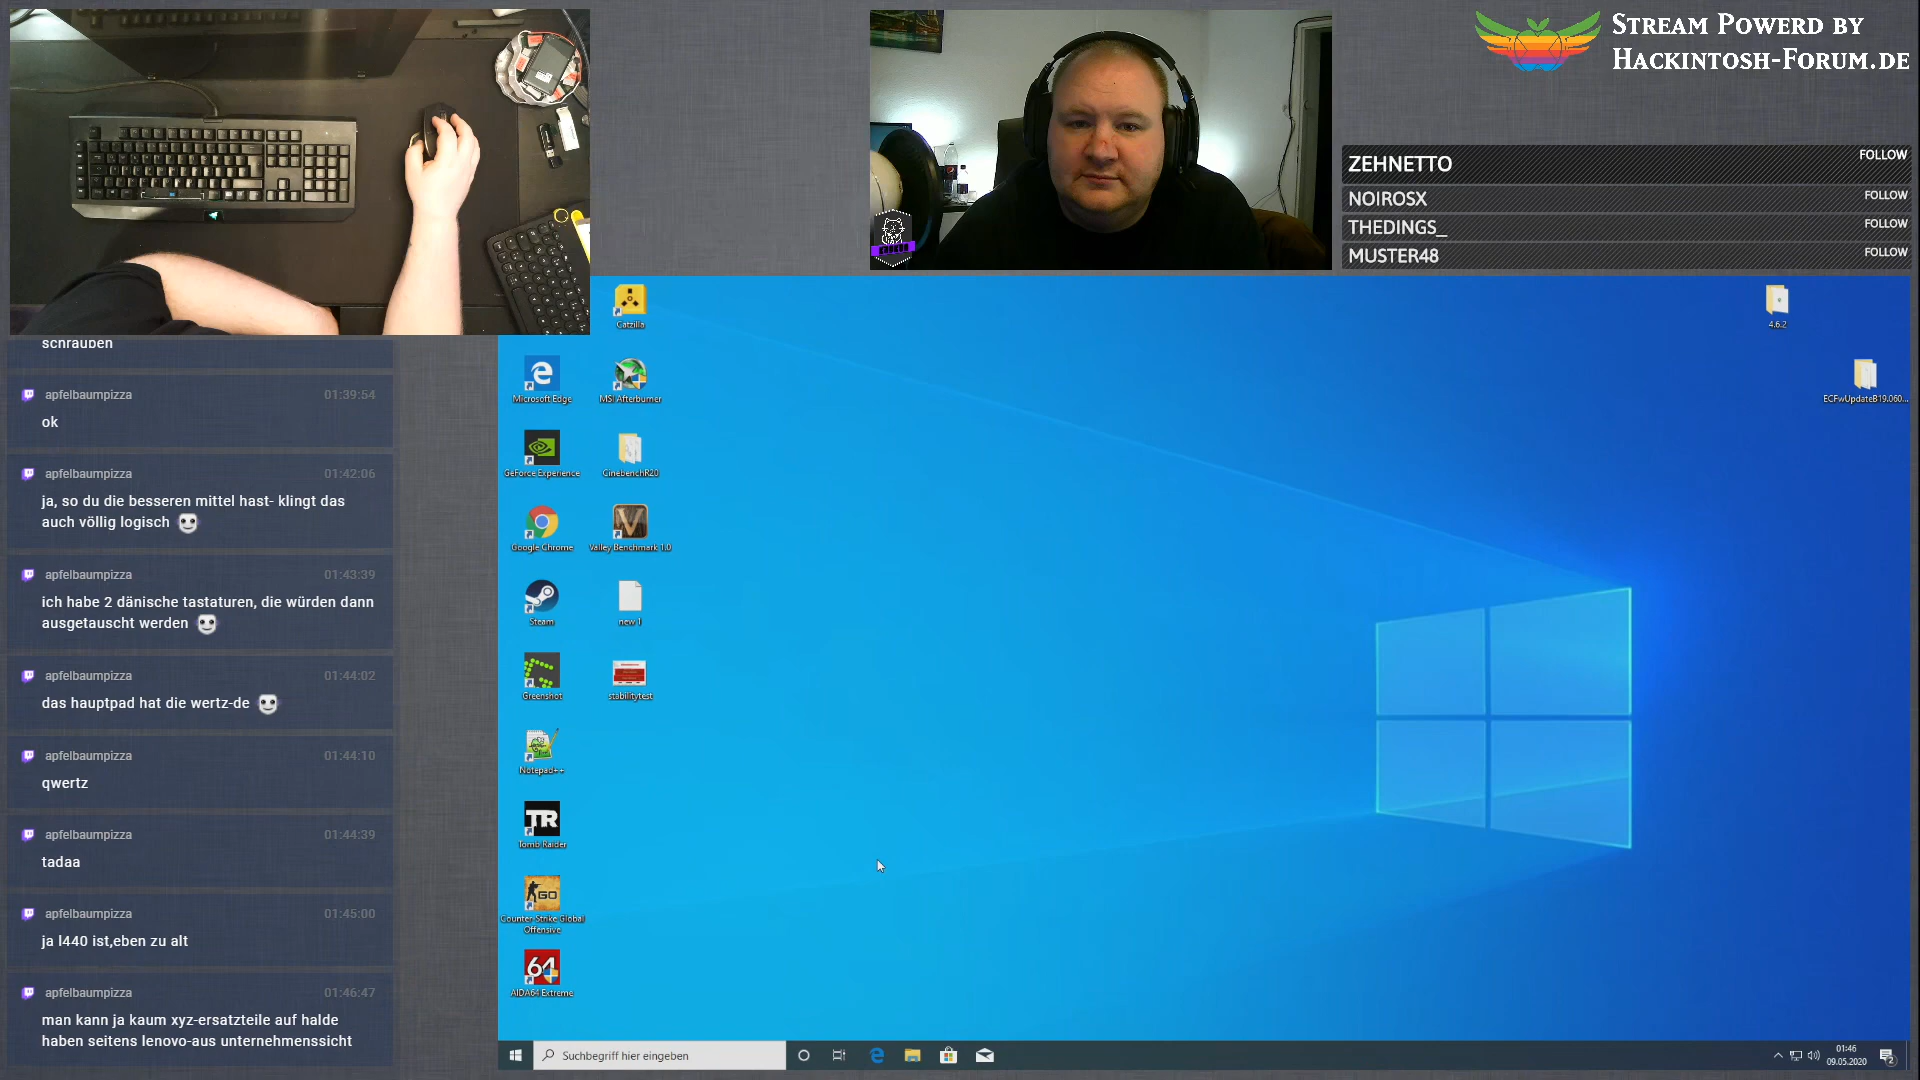 STREAM POWERD BY
HACKINTOSH-FORUM.DE
ZEHNETTO
FOLLOW
NOIROSX
FOLLOW
THEDINGS_
FOLLOW
MUSTER48
FOLLOW
schrauben
apfelbaumpizza
01:39:54
ok
apfelbaumpizza
01:42:06
ja, so du die besseren mittel hast- klingt das
auch völlig logisch
apfelbaumpizza
01:43:39
ich habe 2 dänische tastaturen, die würden dann
ausgetauscht werden
apfelbaumpizza
01:44:02
das hauptpad hat die wertz-de
apfelbaumpizza
01:44:10
qwertz
apfelbaumpizza
01:44:39
tadaa
apfelbaumpizza
01:45:00
ja l440 ist,eben zu alt
apfelbaumpizza
01:46:47
man kann ja kaum xyz-ersatzteile auf halde
haben seitens lenovo-aus unternehmenssicht
Catzilla
Microsoft Edge
MSI Afterburner
GeForce Experience
CinebenchR20
Google Chrome
Valley Benchmark 1.0
Steam
new 1
Greenshot
stabilitytest
Notepad++
TR
Tomb Raider
GO
Counter-Strike Global
Offensive
64
AIDA64 Extreme
4.6.2
ECFwUpdateB19.060...
Suchbegriff hier eingeben
01:46
09.05.2020
2